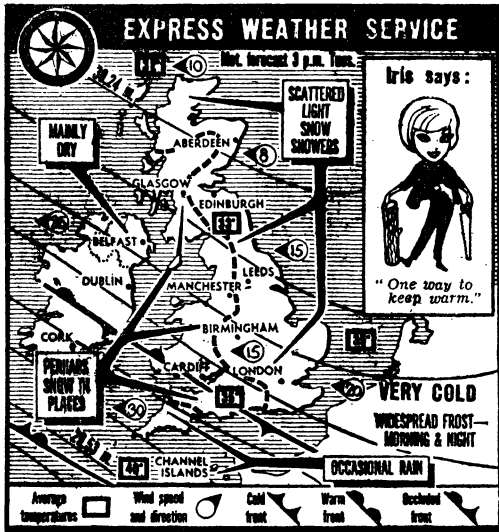 EXPRESS WEATHER SERVICE
10
Met. forecast 3 p.m. Tues.
Iris says:
SCATTERED
LIGHT
SNOW
SHOWERS
MAINLY
DRY
ABERDEEN
8
GLASGOW
EDINBURGH
33°
BELFAST
15
LEEDS
DUBLIN
MANCHESTER
"One way to
keep warm."
CORK
BIRMINGHAM
15
CARDIFF
LONDON
PERHAPS
SNOW IN
PLACES
20
VERY COLD
30
WIDESPREAD FROST—
MORNING & NIGHT
CHANNEL
ISLANDS
40°
OCCASIONAL RAIN
Average
temperatures
Wind speed
and direction
Cold
front
Warm
front
Occluded
front